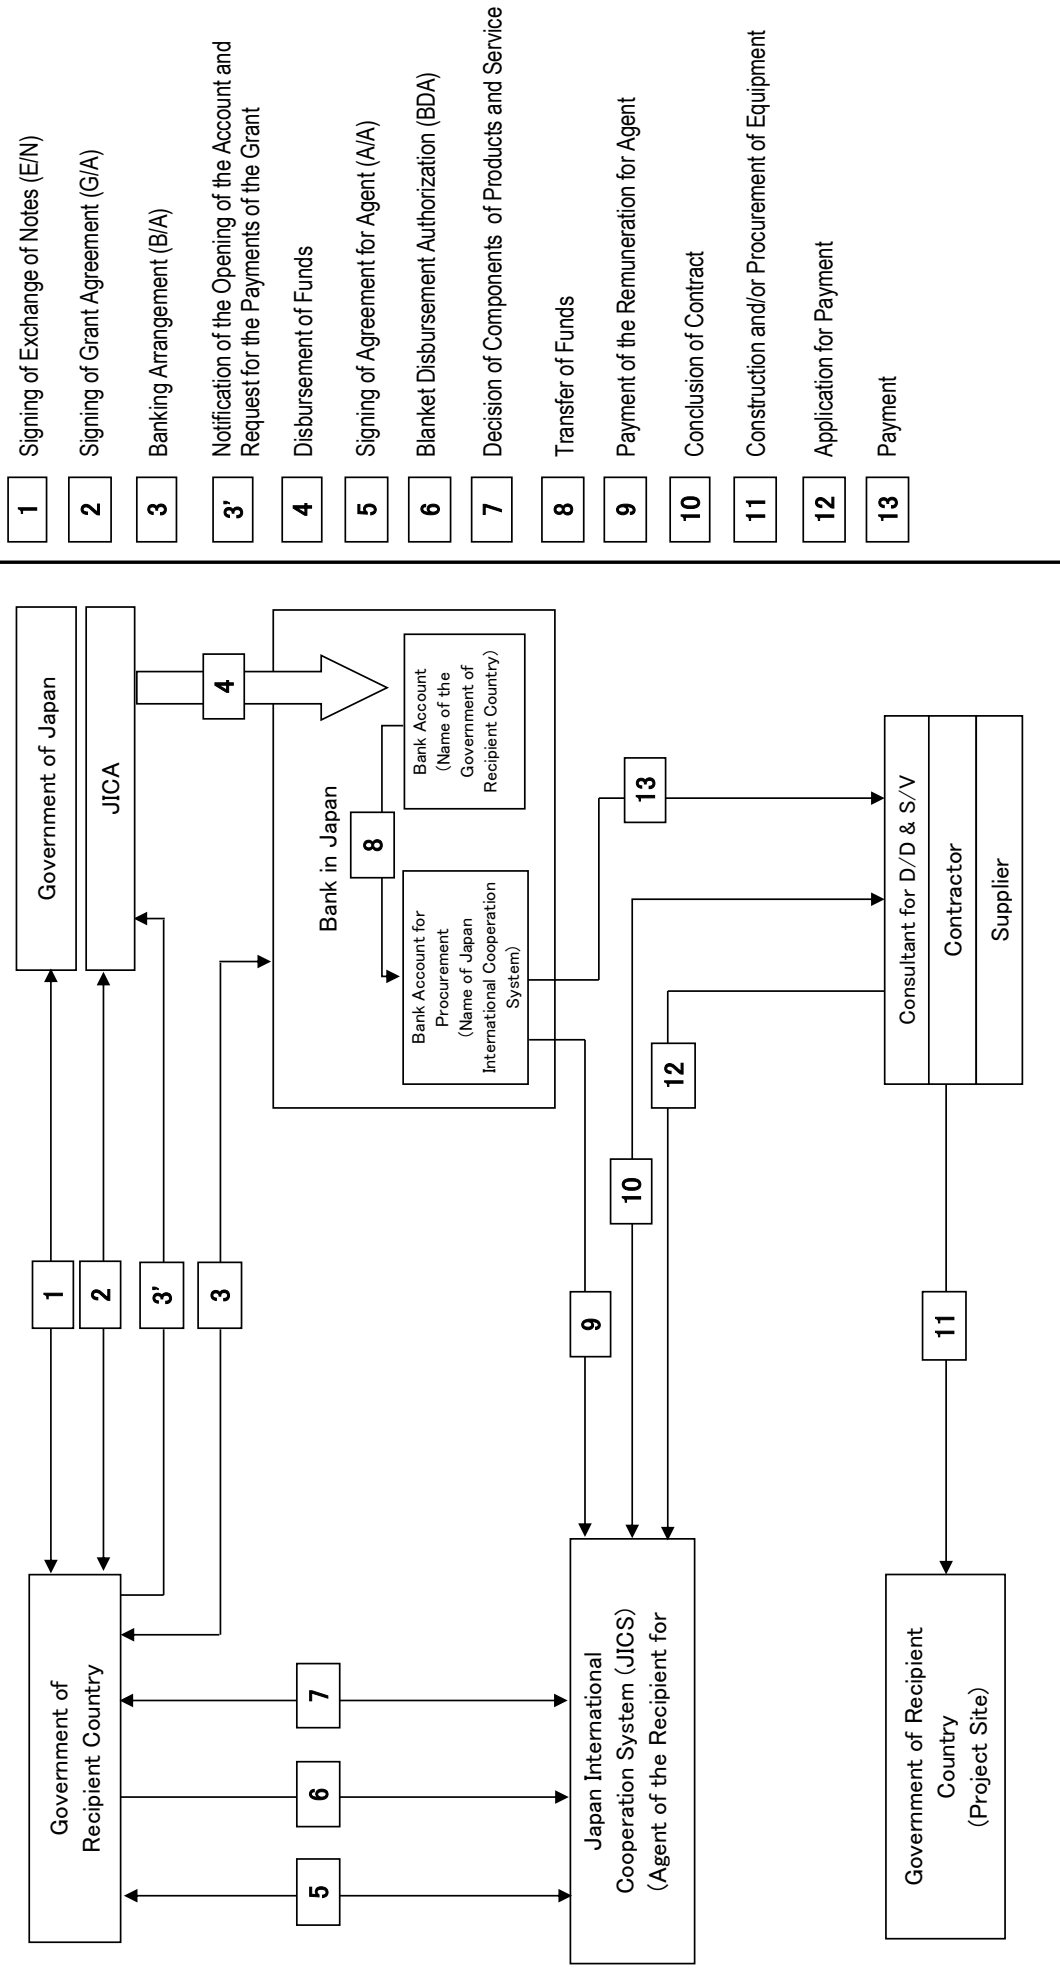 Government of
Recipient Country
1
2
3'
3
Government of Japan
JICA
4
Bank in Japan
Bank Account for
Procurement
(Name of Japan
International Cooperation
System)
8
Bank Account
(Name of the
Government of
Recipient Country)
5
6
7
9
10
12
13
Japan International
Cooperation System (JICS)
(Agent of the Recipient for
Consultant for D/D & S/V
Contractor
Supplier
11
Government of Recipient
Country
(Project Site)
1 Signing of Exchange of Notes (E/N)
2 Signing of Grant Agreement (G/A)
3 Banking Arrangement (B/A)
3' Notification of the Opening of the Account and
Request for the Payments of the Grant
4 Disbursement of Funds
5 Signing of Agreement for Agent (A/A)
6 Blanket Disbursement Authorization (BDA)
7 Decision of Components of Products and Service
8 Transfer of Funds
9 Payment of the Remuneration for Agent
10 Conclusion of Contract
11 Construction and/or Procurement of Equipment
12 Application for Payment
13 Payment